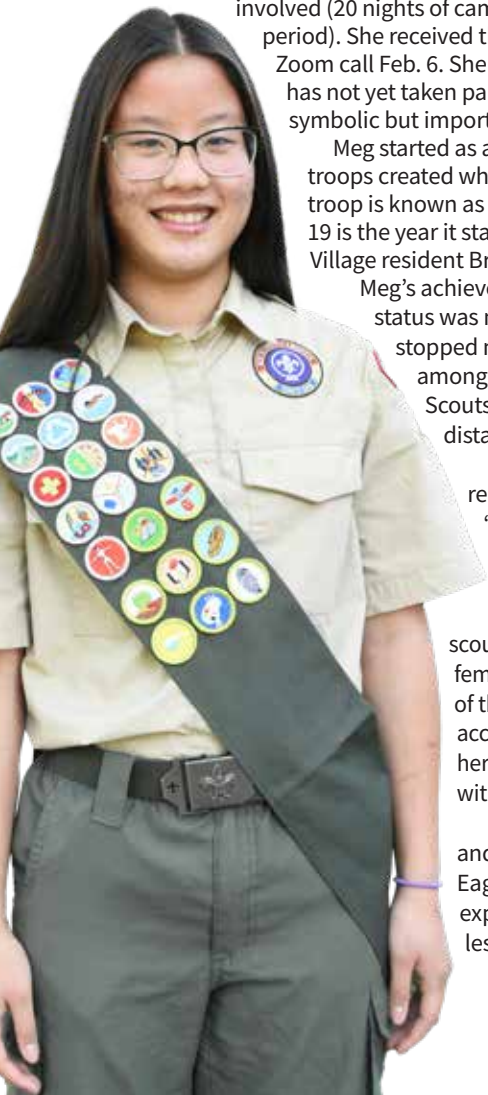 involved (20 nights of cam
period). She received t
Zoom call Feb. 6. She
has not yet taken pa
symbolic but import
Meg started as a
troops created wh
troop is known as
19 is the year it sta
Village resident Br
Meg’s achieve
status was r
stopped r
among
Scouts
dista
re
“
scou
fem
of th
acc
her
wit
and
Eag
exp
les